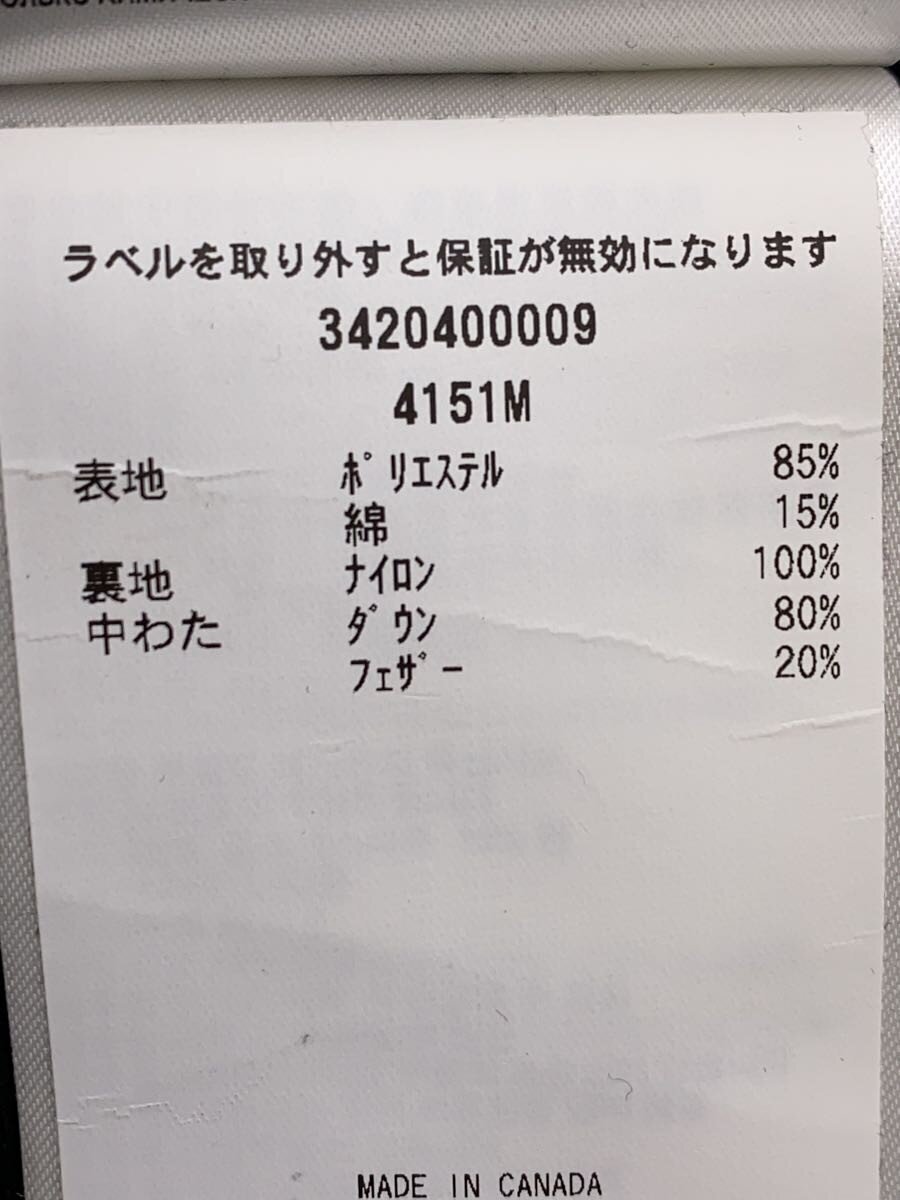 ラベルを取り外すと保証が無効になります
3420400009
4151M
表地 ﾎﾟﾘｴｽﾃﾙ 85%
綿 15%
裏地 ﾅｲﾛﾝ 100%
中わた ﾀﾞｳﾝ 80%
ﾌｪｻﾞｰ 20%
MADE IN CANADA